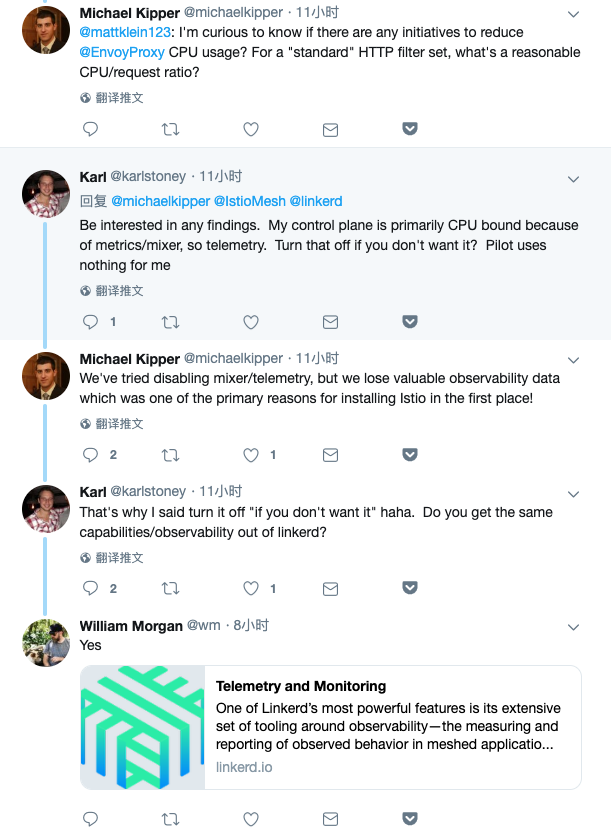 Michael Kipper @michaelkipper · 11小时
@mattklein123: I'm curious to know if there are any initiatives to reduce
@EnvoyProxy CPU usage? For a "standard" HTTP filter set, what's a reasonable
CPU/request ratio?
翻译推文
Karl @karlstoney · 11小时
回复 @michaelkipper @IstioMesh @linkerd
Be interested in any findings.  My control plane is primarily CPU bound because
of metrics/mixer, so telemetry.  Turn that off if you don't want it?  Pilot uses
nothing for me
翻译推文
1
Michael Kipper @michaelkipper · 11小时
We've tried disabling mixer/telemetry, but we lose valuable observability data
which was one of the primary reasons for installing Istio in the first place!
翻译推文
2 1
Karl @karlstoney · 11小时
That's why I said turn it off "if you don't want it" haha.  Do you get the same
capabilities/observability out of linkerd?
翻译推文
2 1
William Morgan @wm · 8小时
Yes
Telemetry and Monitoring
One of Linkerd's most powerful features is its extensive
set of tooling around observability—the measuring and
reporting of observed behavior in meshed applicatio...
linkerd.io